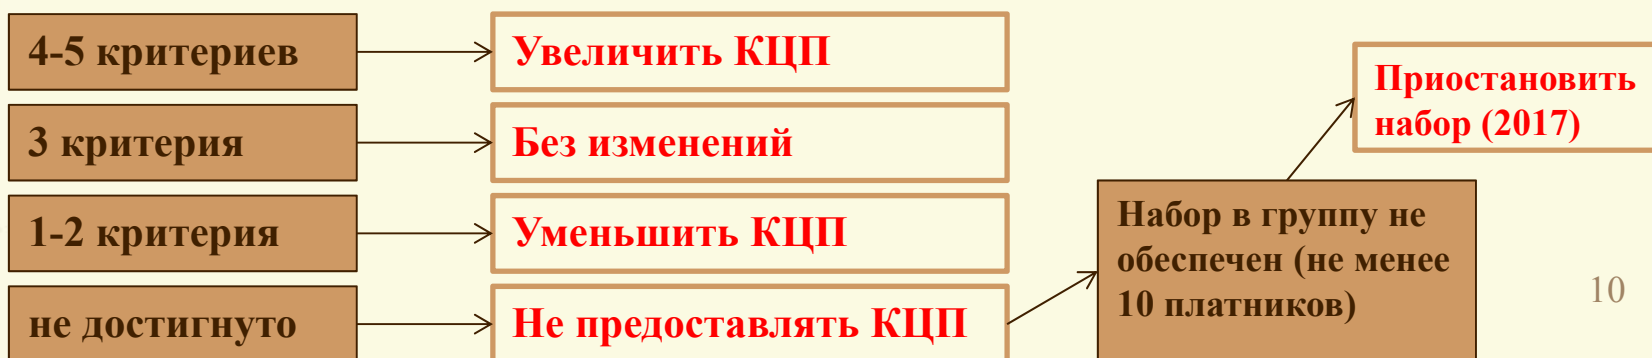 4-5 критериев
Увеличить КЦП
3 критерия
Без изменений
1-2 критерия
Уменьшить КЦП
не достигнуто
Не предоставлять КЦП
Набор в группу не
обеспечен (не менее
10 платников)
Приостановить
набор (2017)
10